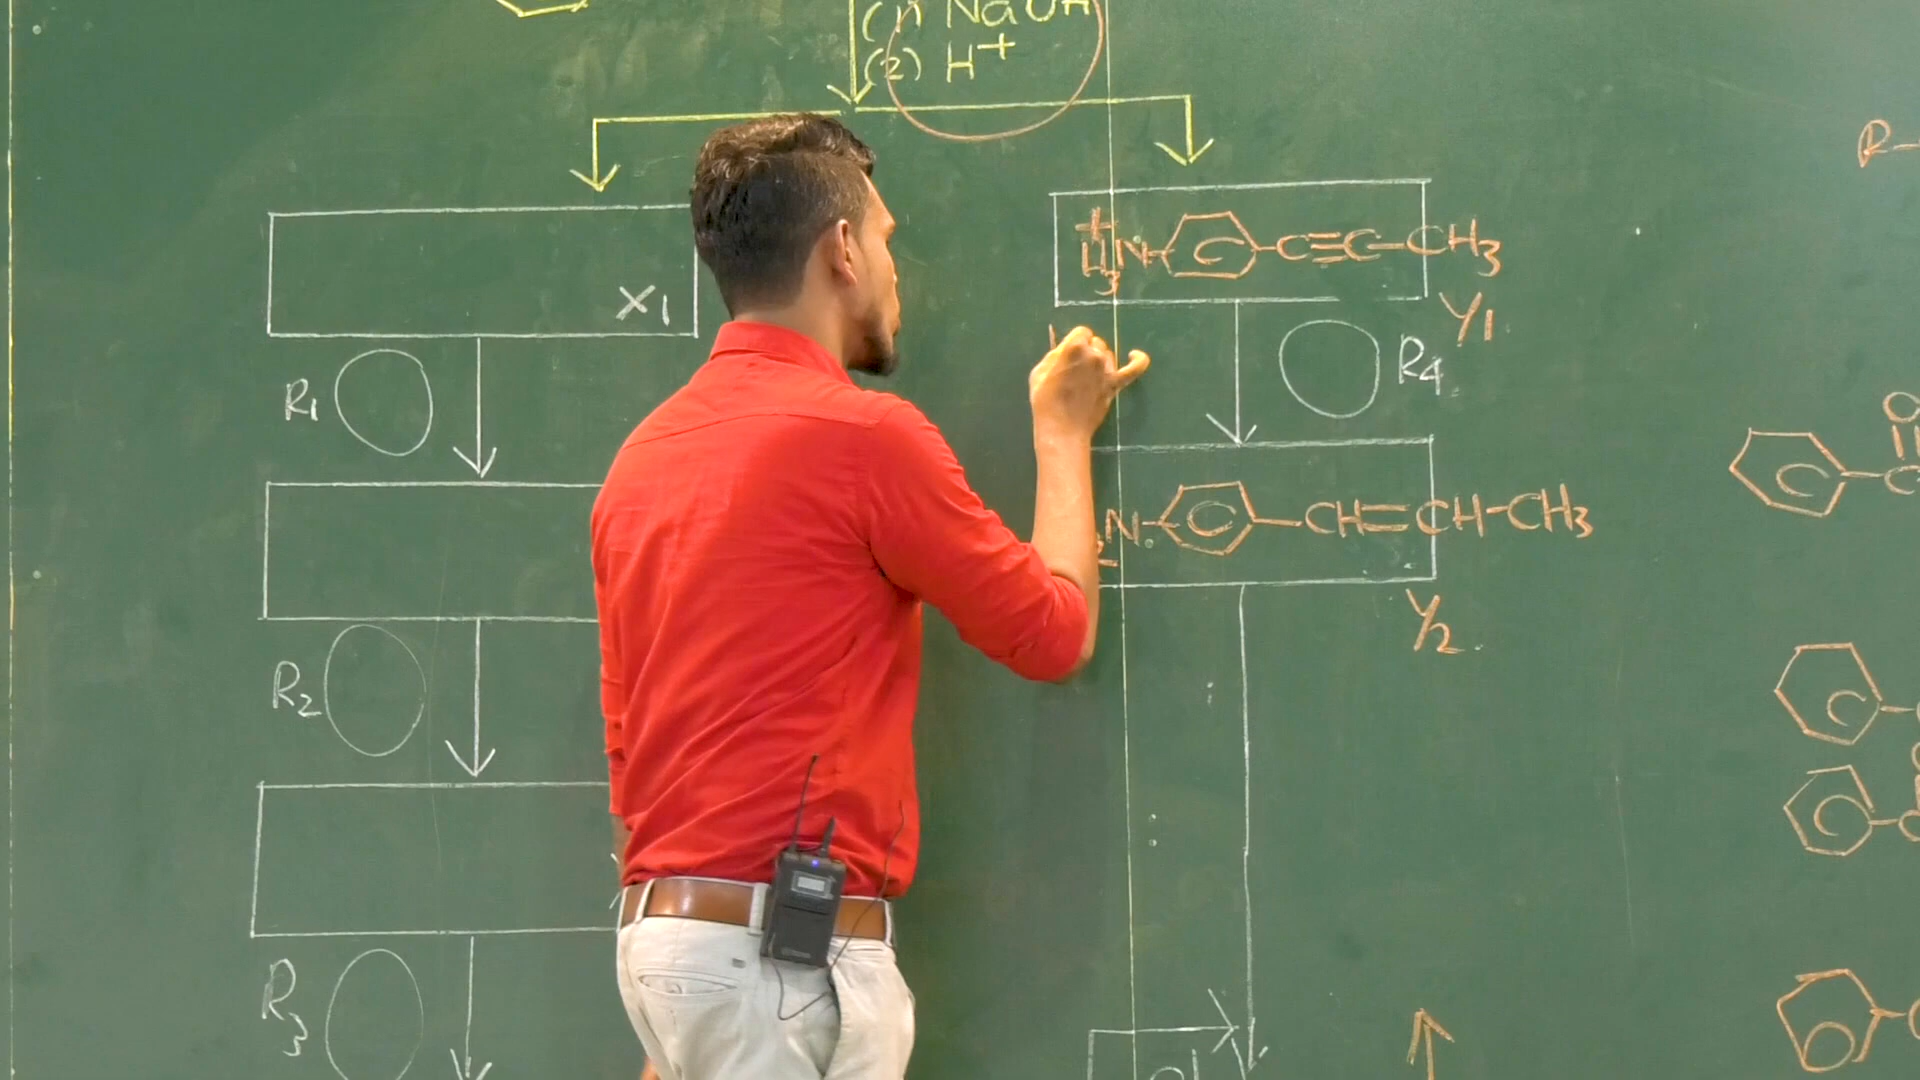 (1) NaOH
(2) H+
R-
H3N+-C-C≡C-CH3
X1
Y1
R1
R4
N-C-CH=CH-CH3
Y2
R2
R3